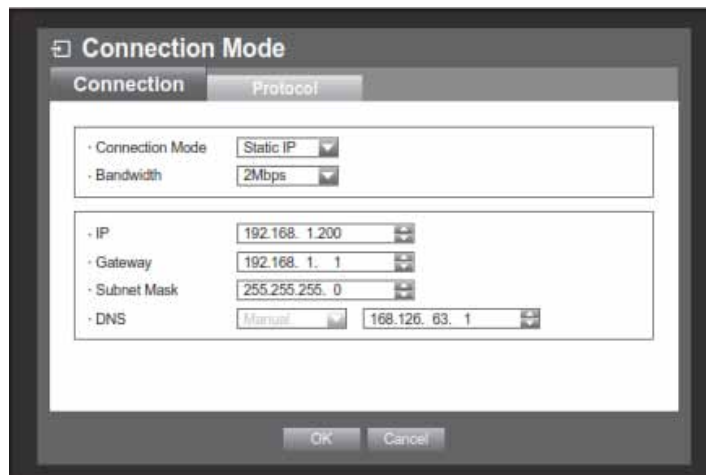 Connection Mode
Connection Protocol
· Connection Mode Static IP
· Bandwidth 2Mbps
· IP 192.168. 1.200
· Gateway 192.168. 1. 1
· Subnet Mask 255.255.255. 0
· DNS Manual 168.126. 63. 1
OK Cancel